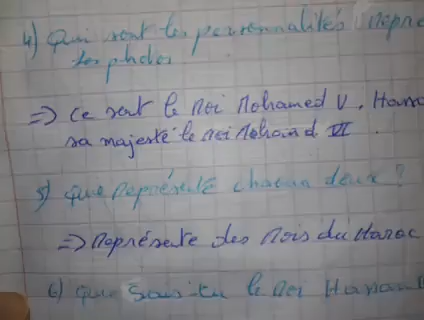 4) Qui sont les personnalités repré
les photos
=> ce sont le roi Mohamed V, Hass
sa majesté le roi Mohamed VI.
5) que représente chacun deux ?
=> Représente des Rois du Maroc
6) que sais-tu le roi Hassan